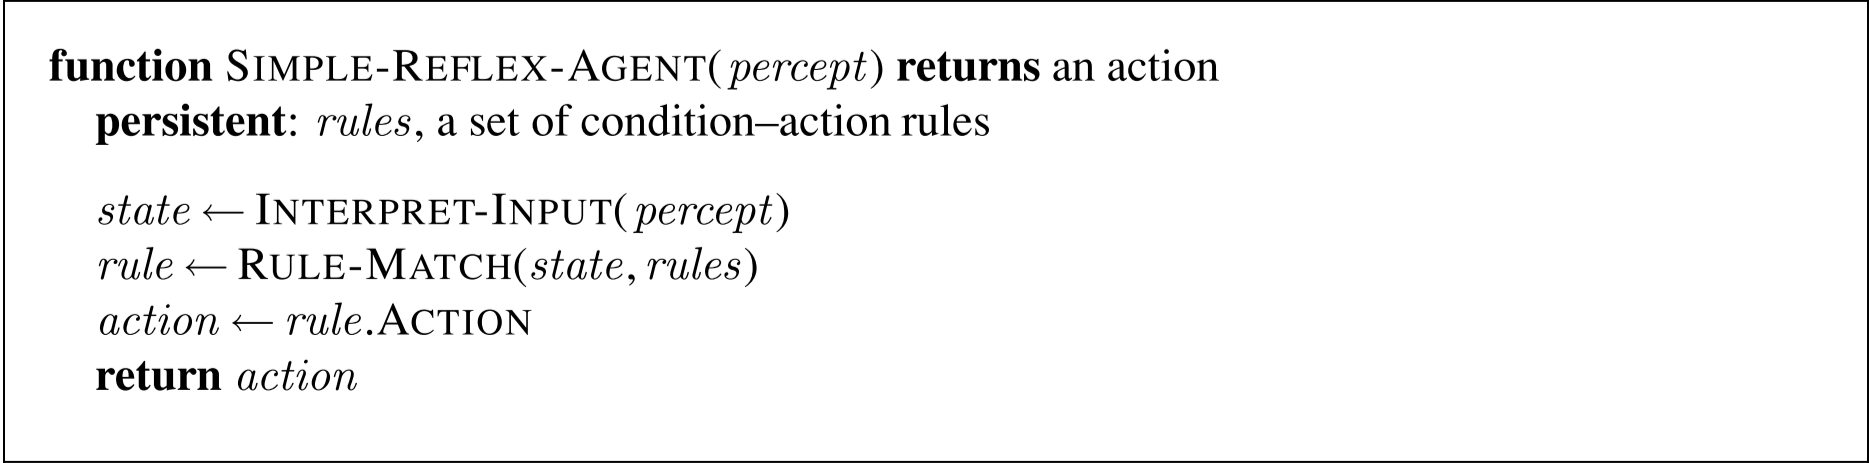 function SIMPLE-REFLEX-AGENT(percept) returns an action
persistent: rules, a set of condition–action rules
state ← INTERPRET-INPUT(percept)
rule ← RULE-MATCH(state, rules)
action ← rule.ACTION
return action